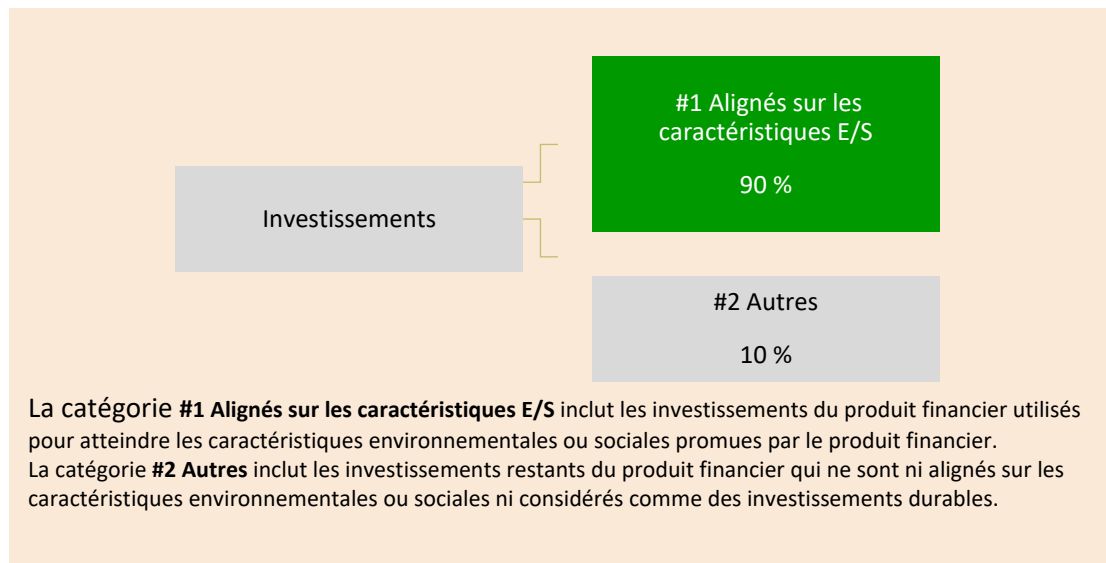 #1 Alignés sur les
caractéristiques E/S
90 %
Investissements
#2 Autres
10 %
La catégorie #1 Alignés sur les caractéristiques E/S inclut les investissements du produit financier utilisés
pour atteindre les caractéristiques environnementales ou sociales promues par le produit financier.
La catégorie #2 Autres inclut les investissements restants du produit financier qui ne sont ni alignés sur les
caractéristiques environnementales ou sociales ni considérés comme des investissements durables.